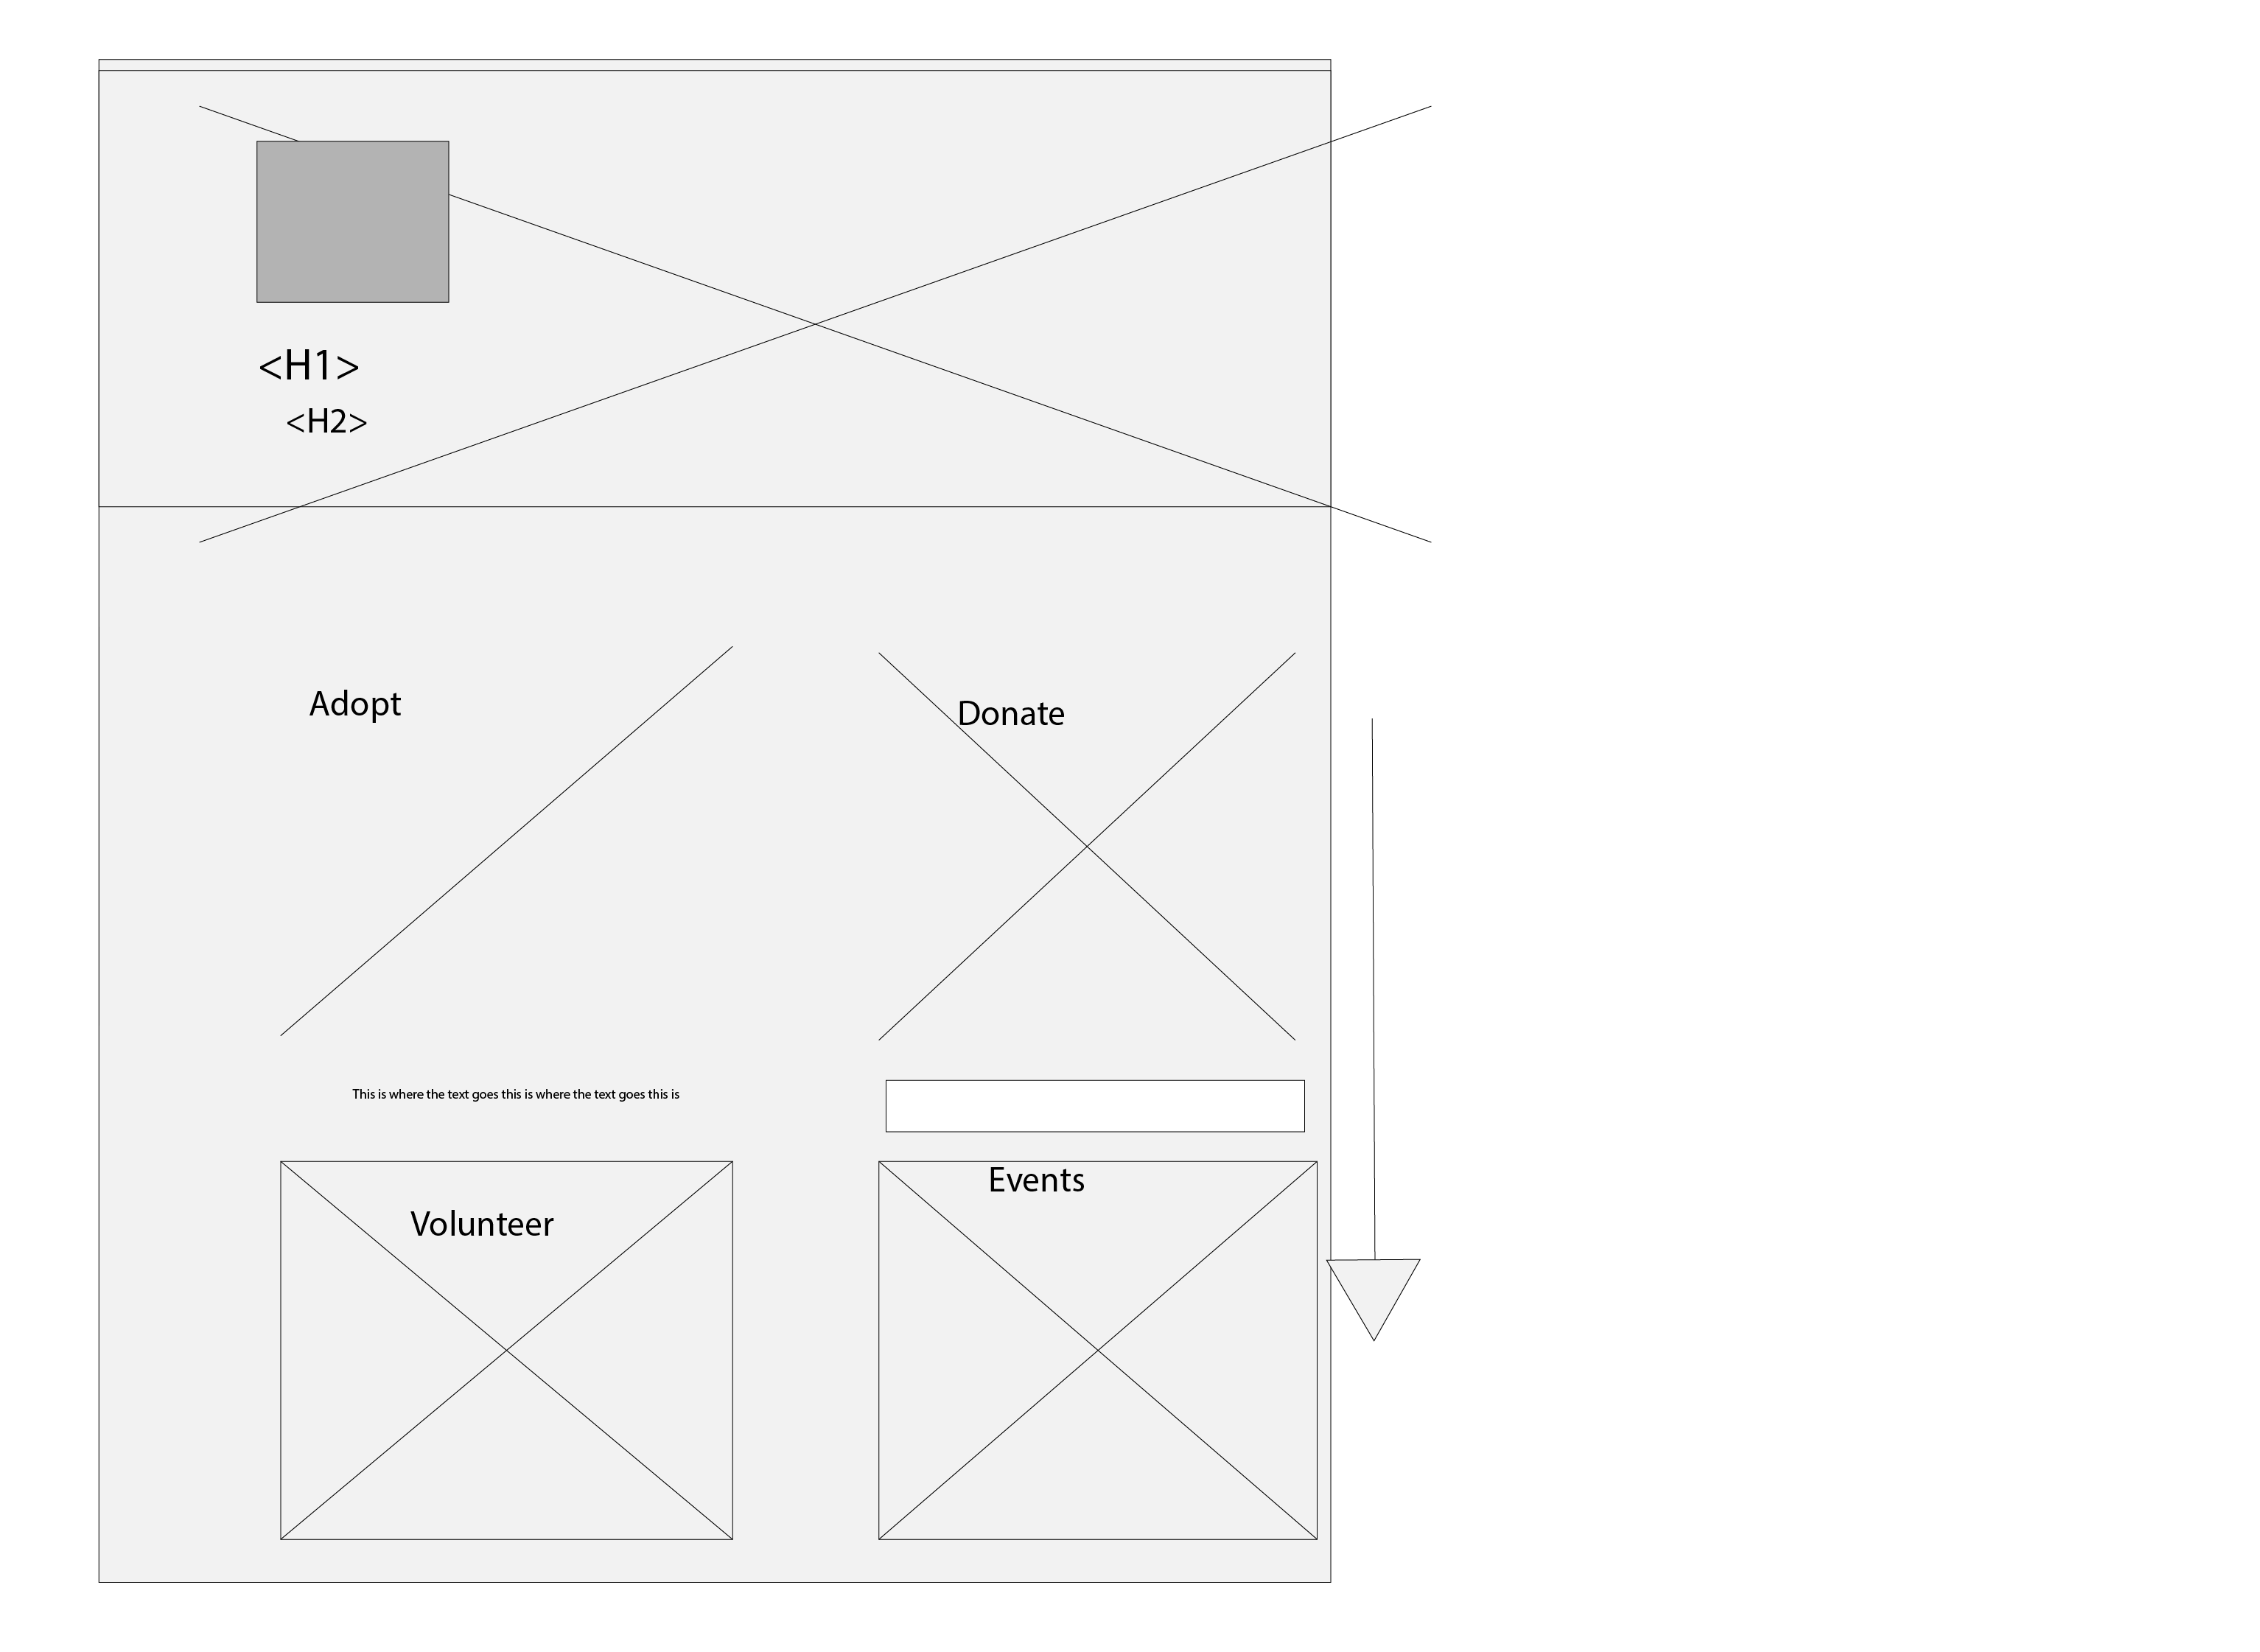 <H1>
<H2>
Adopt
Donate
This is where the text goes this is where the text goes this is
Volunteer
Events